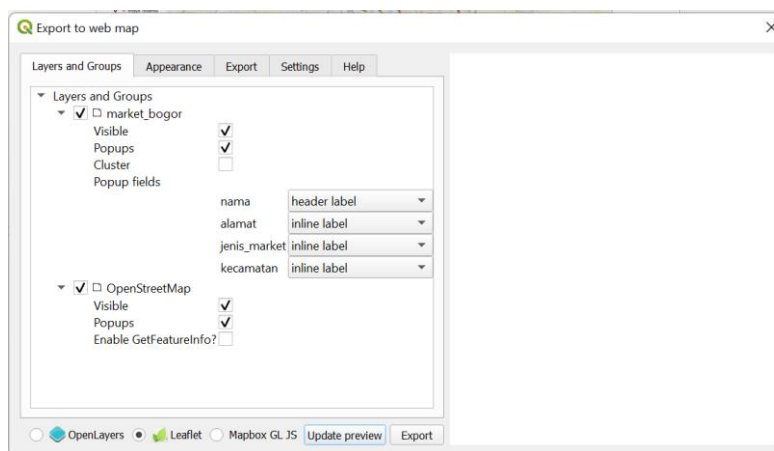 Export to web map
Layers and Groups Appearance Export Settings Help
Layers and Groups
market_bogor
Visible
Popups
Cluster
Popup fields
nama header label
alamat inline label
jenis_market inline label
kecamatan inline label
OpenStreetMap
Visible
Popups
Enable GetFeatureInfo?
OpenLayers Leaflet Mapbox GL JS Update preview Export